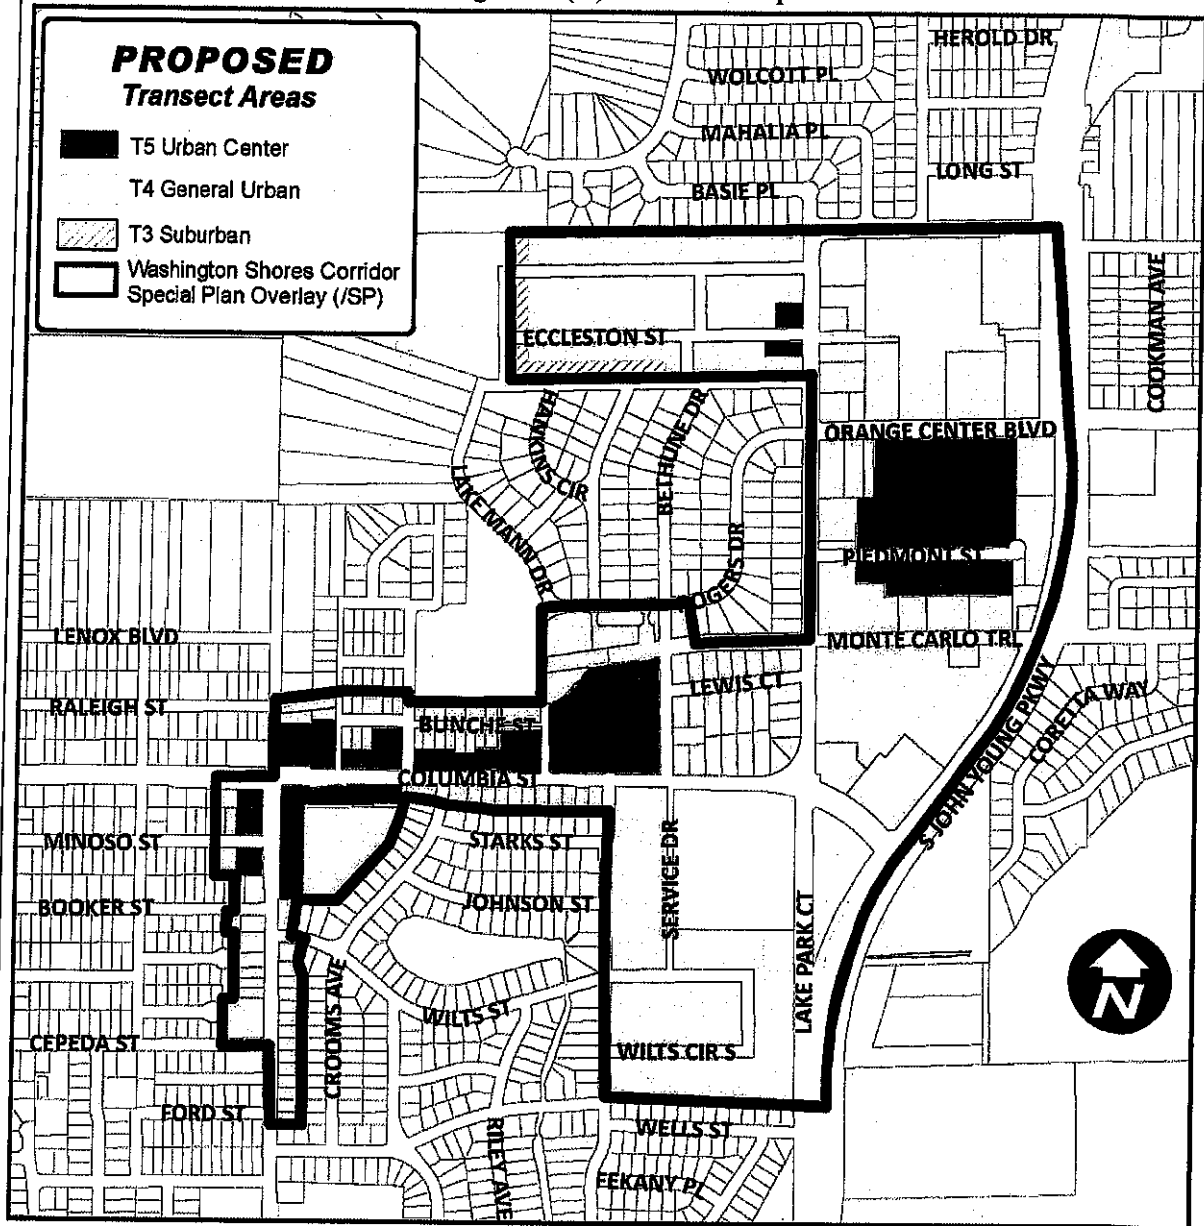 PROPOSED
Transect Areas
T5 Urban Center
T4 General Urban
T3 Suburban
Washington Shores Corridor
Special Plan Overlay (/SP)
HEROLD DR
WOLCOTT PL
MAHALIA PL
LONG ST
BASIE PL
COOKMAN AVE
ECCLESTON ST
HANKINS CIR
BETHUNE DR
ORANGE CENTER BLVD
LAKE MANN DR
ROGERS DR
PIEDMONT ST
LENOX BLVD
MONTE CARLO TRL
LEWIS CT
RALEIGH ST
BUNCHE ST
S JOHN YOUNG PKWY
CORETTA WAY
COLUMBIA ST
MINOSO ST
STARKS ST
SERVICE DR
BOOKER ST
JOHNSON ST
LAKE PARK CT
CROOMS AVE
WILTS ST
CEPEDA ST
WILTS CIR S
N
FORD ST
RILEY AVE
WELLS ST
FEKANY PL